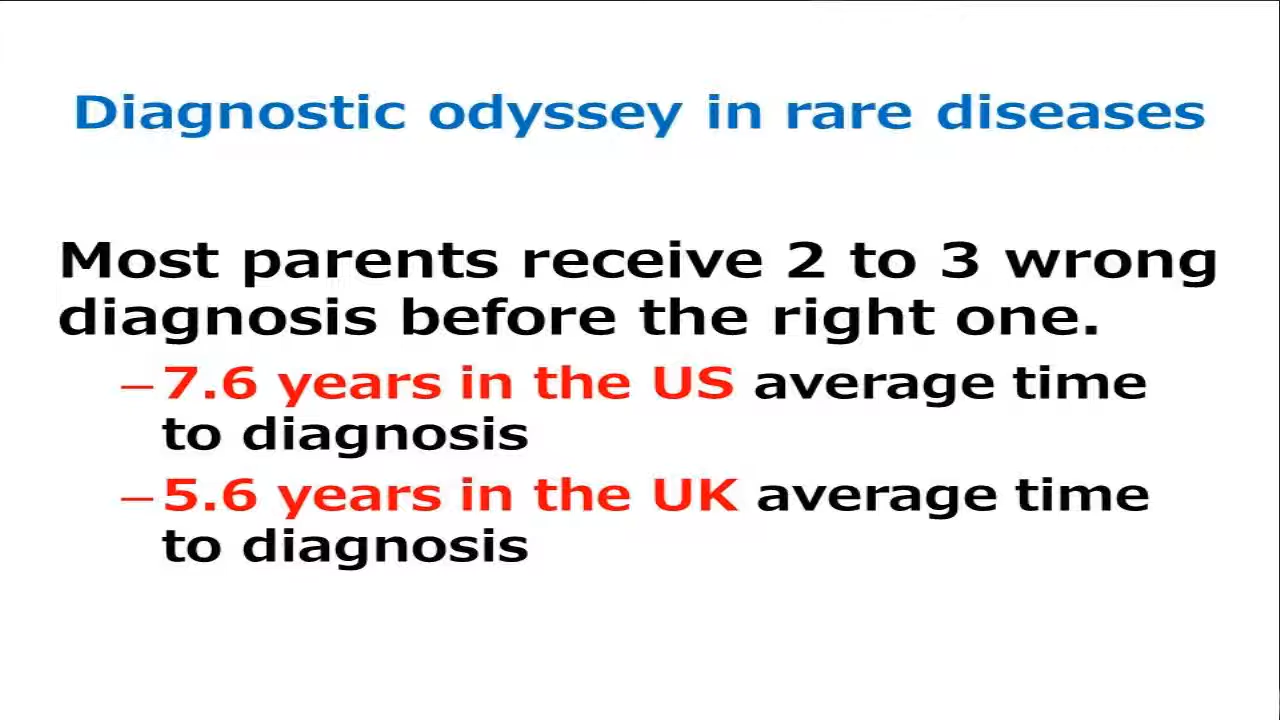 Diagnostic odyssey in rare diseases
Most parents receive 2 to 3 wrong
diagnosis before the right one.
–7.6 years in the US average time
to diagnosis
–5.6 years in the UK average time
to diagnosis